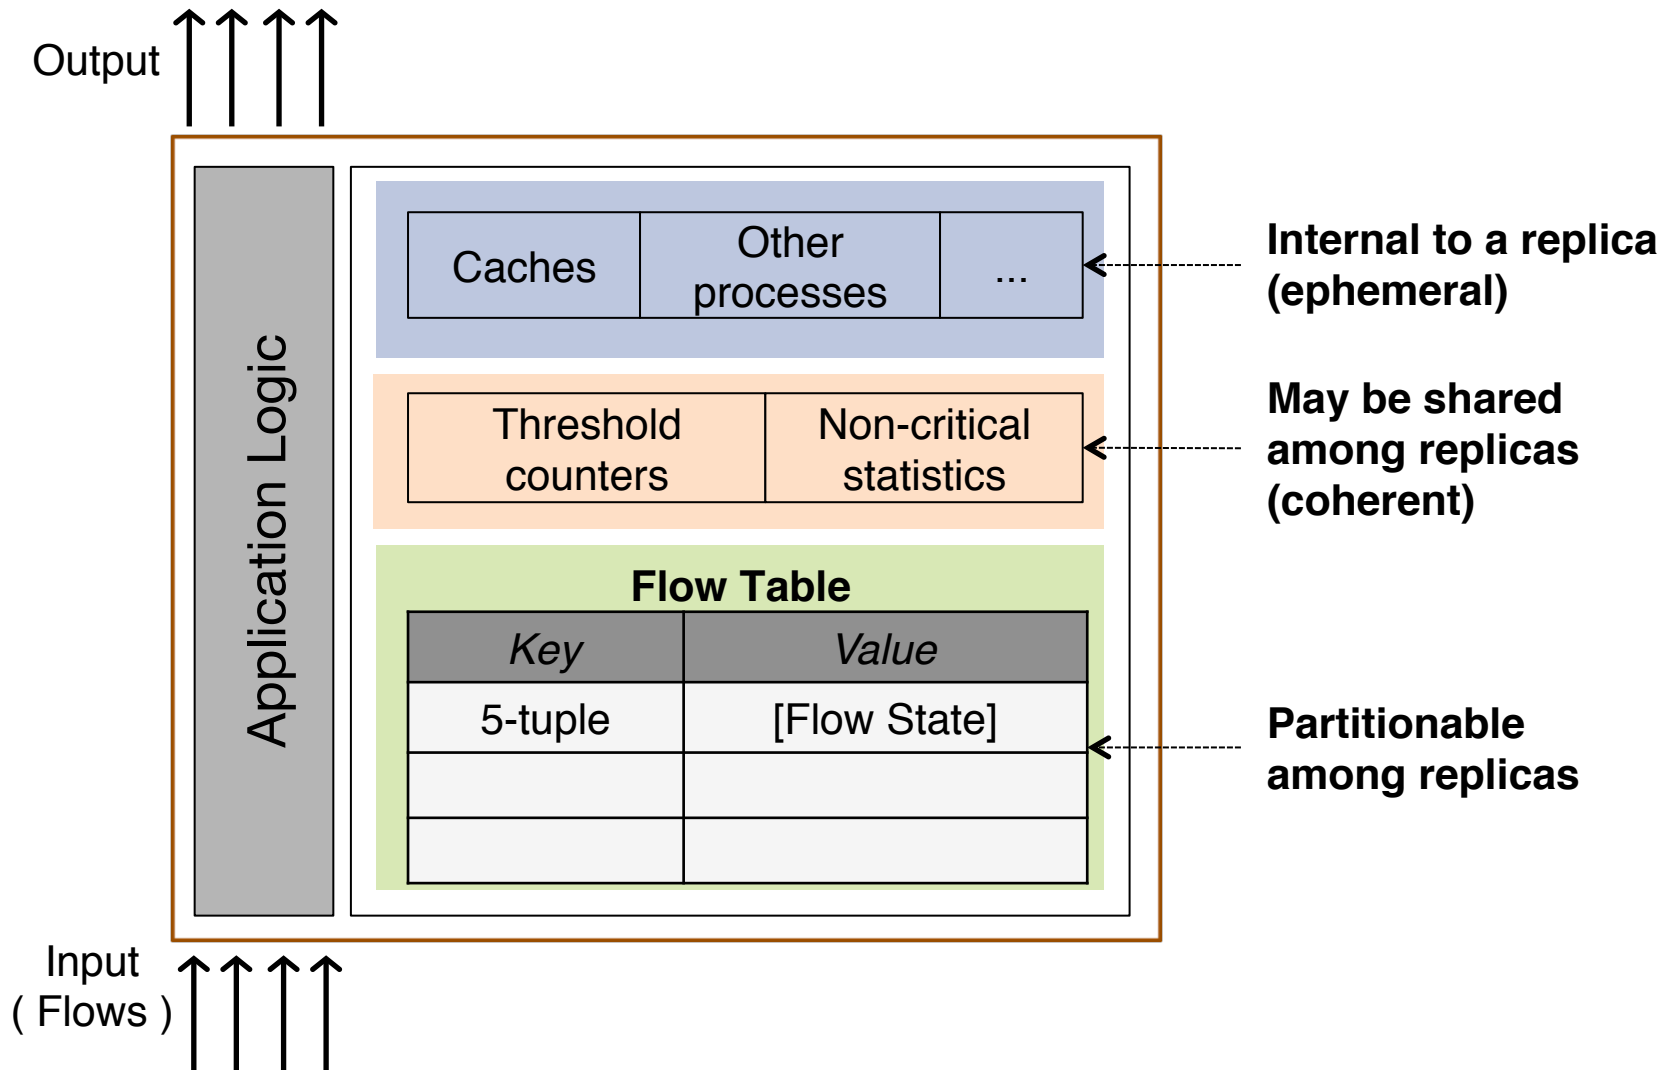 Output
Application Logic
Caches
Other
processes
...
Internal to a replica
(ephemeral)
Threshold
counters
Non-critical
statistics
May be shared
among replicas
(coherent)
Flow Table
Key
Value
5-tuple
[Flow State]
Partitionable
among replicas
Input
( Flows )